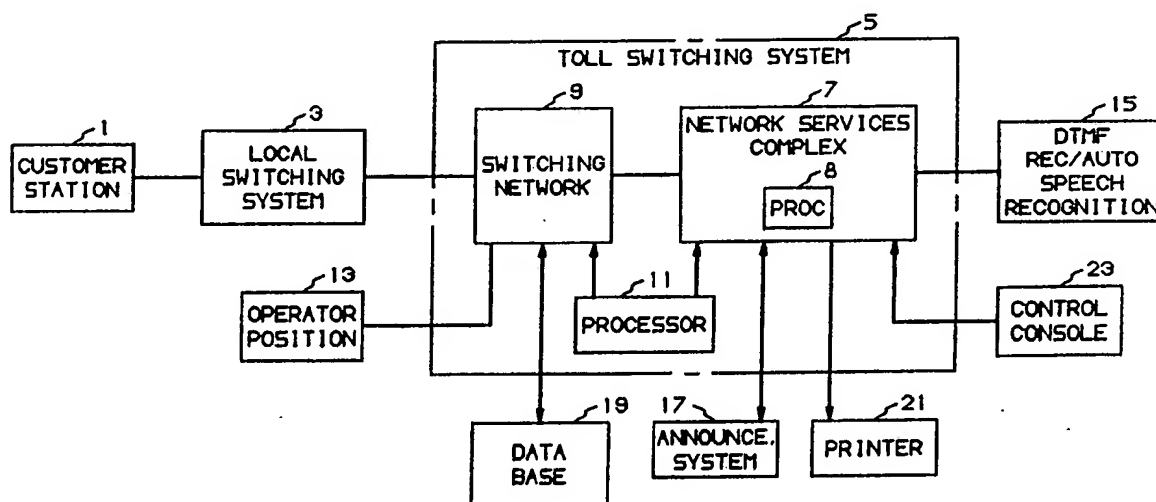 5
TOLL SWITCHING SYSTEM
1
CUSTOMER
STATION
3
LOCAL
SWITCHING
SYSTEM
9
SWITCHING
NETWORK
7
NETWORK SERVICES
COMPLEX
8
PROC
15
DTMF
REC/AUTO
SPEECH
RECOGNITION
13
OPERATOR
POSITION
11
PROCESSOR
23
CONTROL
CONSOLE
19
DATA
BASE
17
ANNOUNCE.
SYSTEM
21
PRINTER